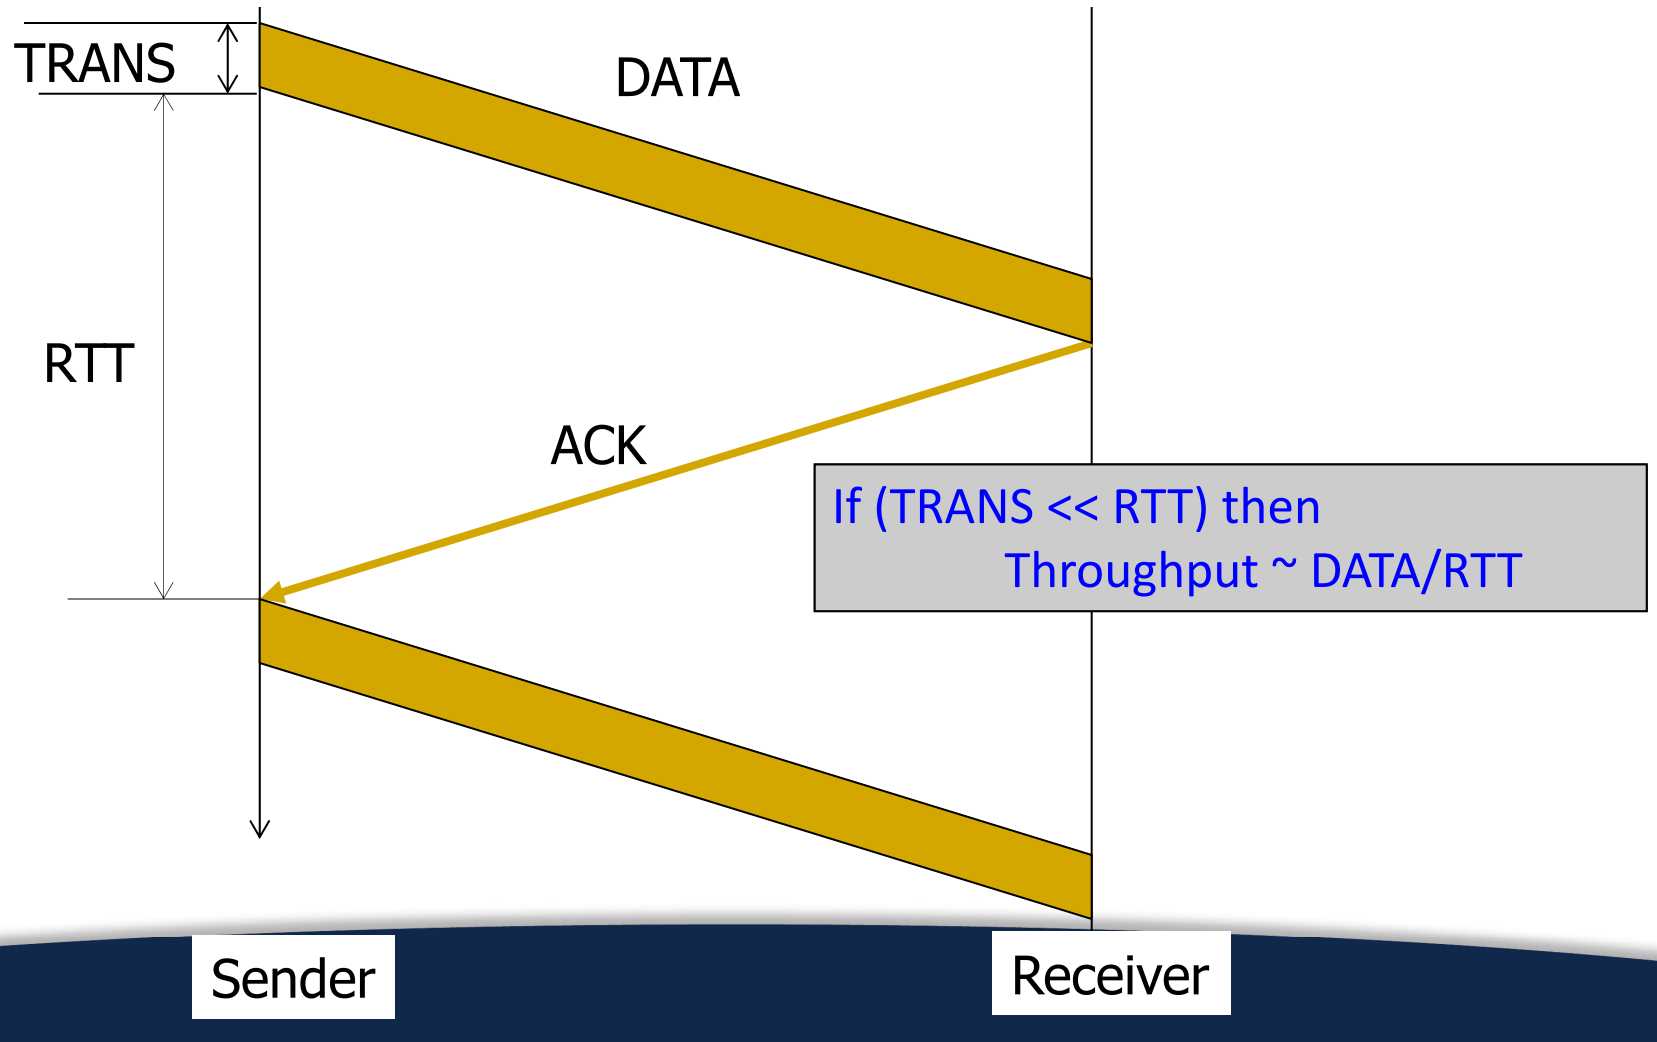 TRANS
DATA
RTT
ACK
If (TRANS << RTT) then
Throughput ~ DATA/RTT
Sender
Receiver